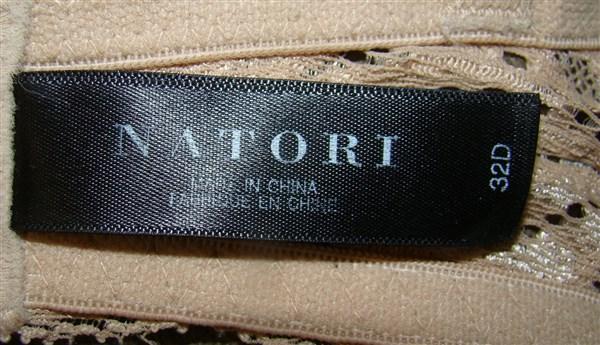 NATORI
MADE IN CHINA
FABRIQUE EN CHINE
32D